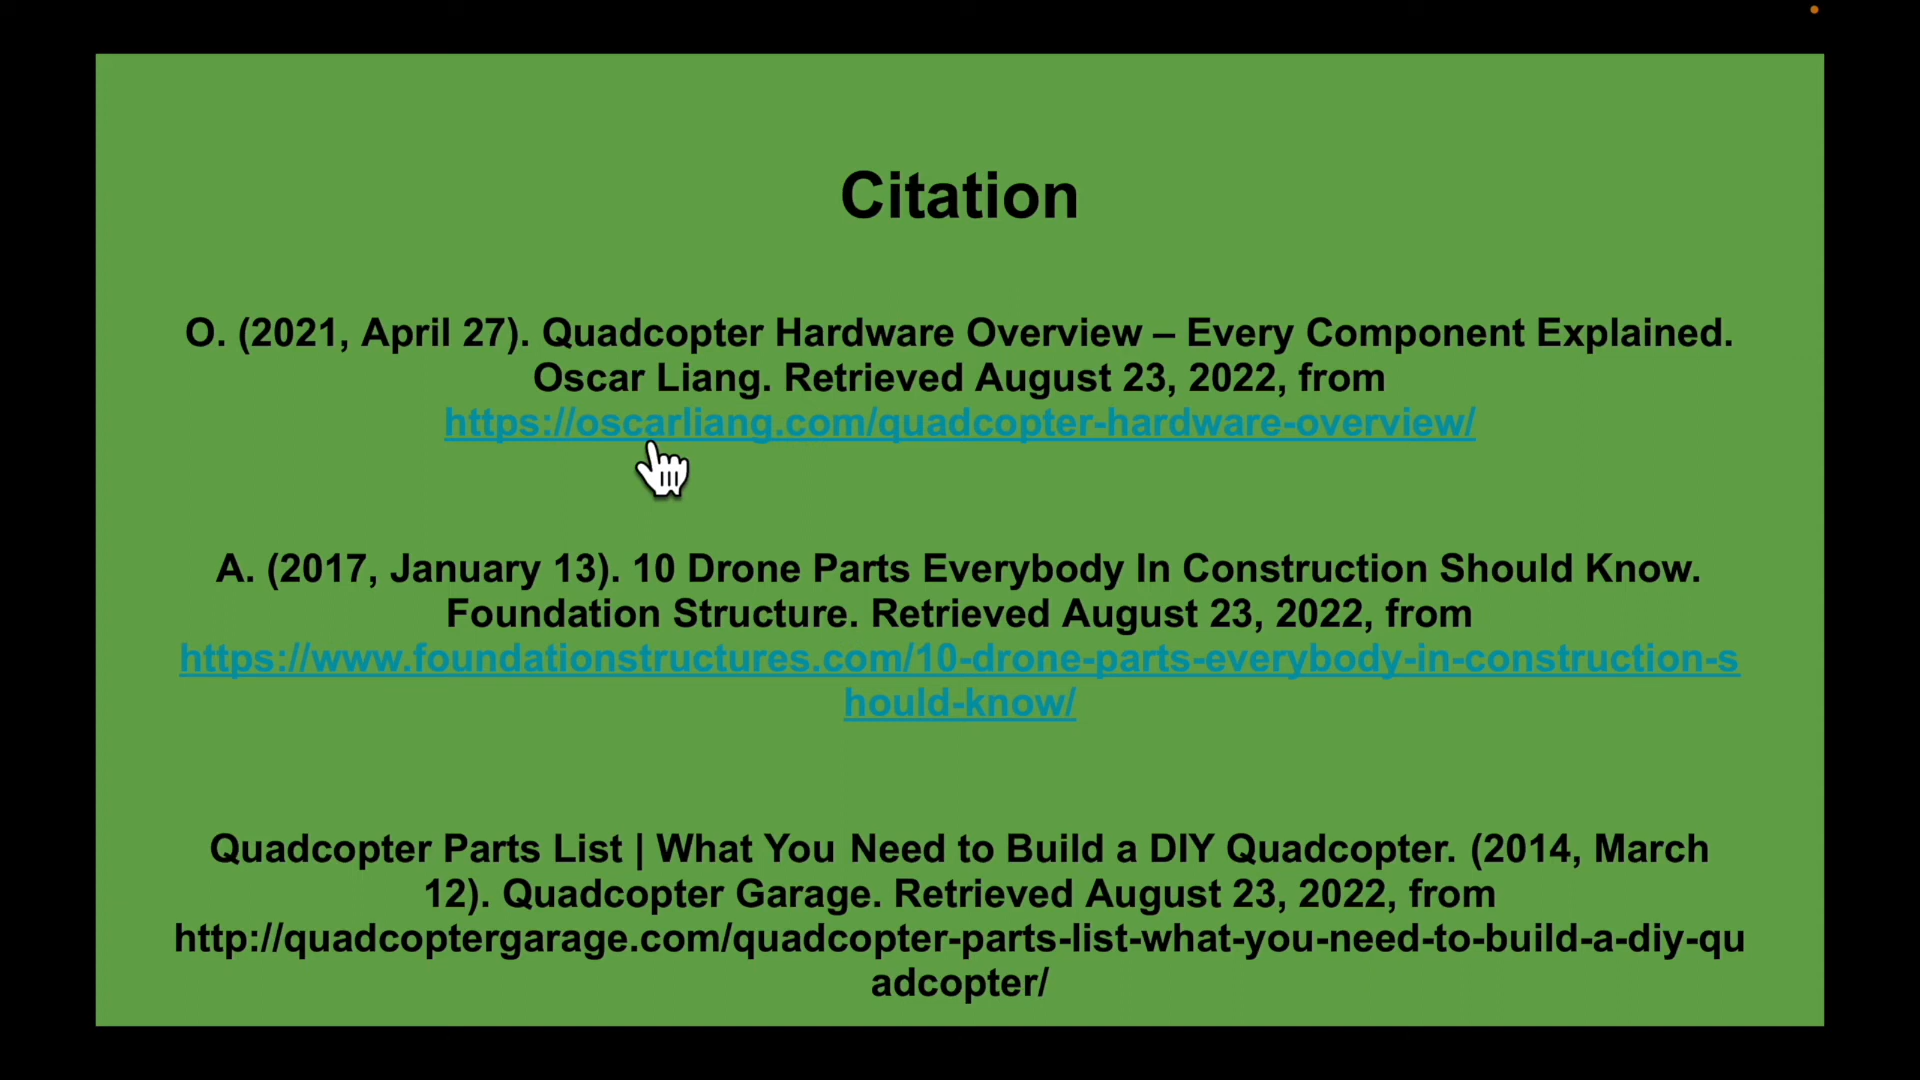 Citation
O. (2021, April 27). Quadcopter Hardware Overview – Every Component Explained.
Oscar Liang. Retrieved August 23, 2022, from
https://oscarliang.com/quadcopter-hardware-overview/
A. (2017, January 13). 10 Drone Parts Everybody In Construction Should Know.
Foundation Structure. Retrieved August 23, 2022, from
https://www.foundationstructures.com/10-drone-parts-everybody-in-construction-s
hould-know/
Quadcopter Parts List | What You Need to Build a DIY Quadcopter. (2014, March
12). Quadcopter Garage. Retrieved August 23, 2022, from
http://quadcoptergarage.com/quadcopter-parts-list-what-you-need-to-build-a-diy-qu
adcopter/